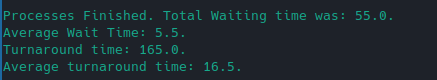 Processes Finished. Total Waiting time was: 55.0.
Average Wait Time: 5.5.
Turnaround time: 165.0.
Average turnaround time: 16.5.